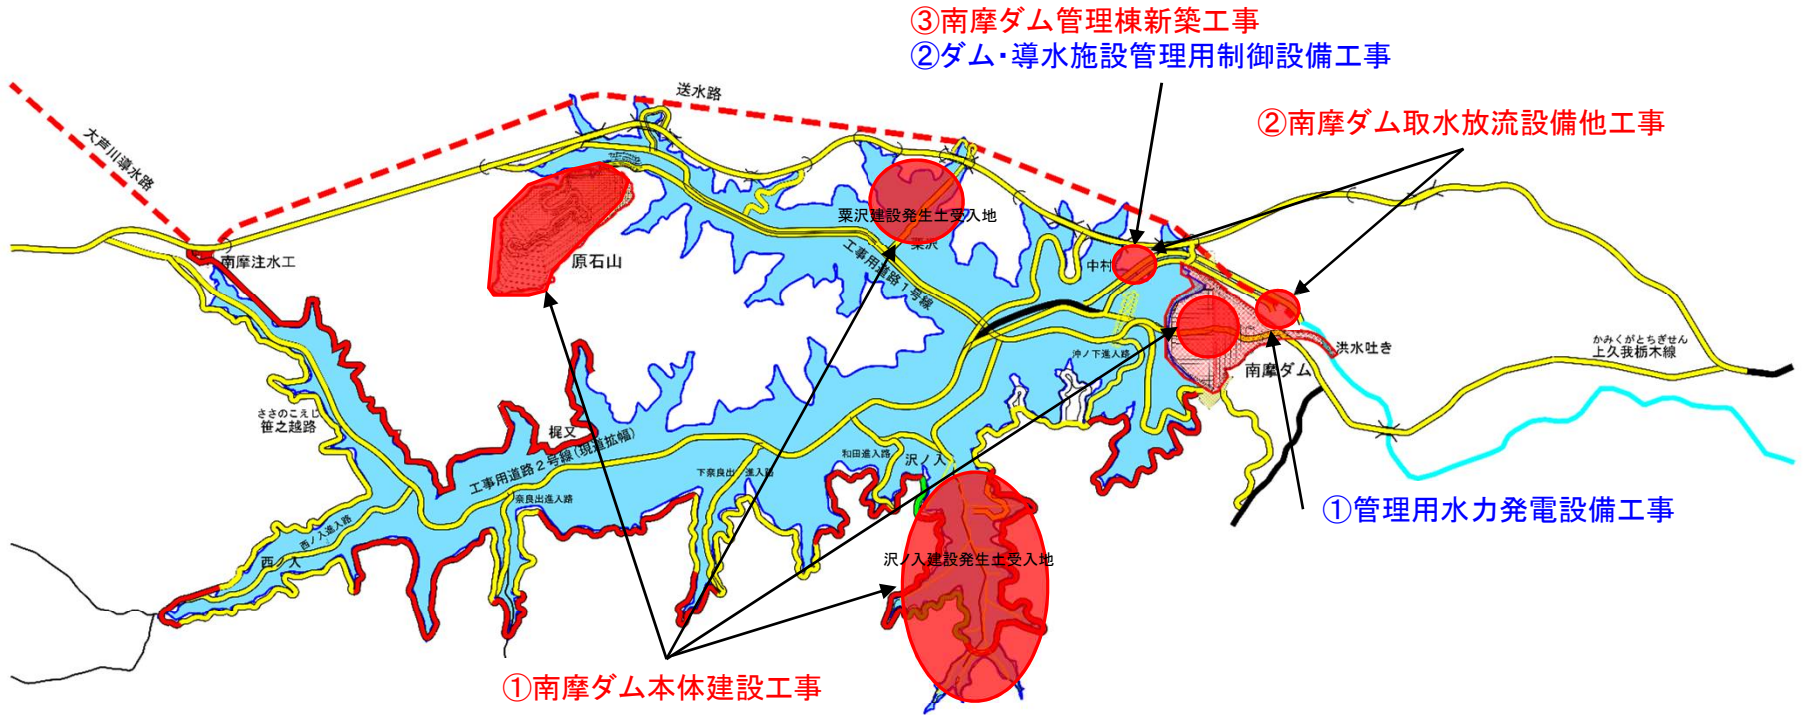 ③南摩ダム管理棟新築工事
②ダム・導水施設管理用制御設備工事
送水路
②南摩ダム取水放流設備他工事
大芦川導水路
粟沢建設発生土受入地
粟沢
南摩注水工
原石山
工事用道路1号線
中村
洪水吐き
かみくがとちぎせん
上久我栃木線
沖ノ下進入路
南摩ダム
ささのこえじ
笹之越路
梶又
工事用道路2号線(現道拡幅)
和田進入路
沢ノ入
下奈良出 進入路
奈良出進入路
①管理用水力発電設備工事
西ノ入進入路
西ノ入
沢ノ入建設発生土受入地
①南摩ダム本体建設工事